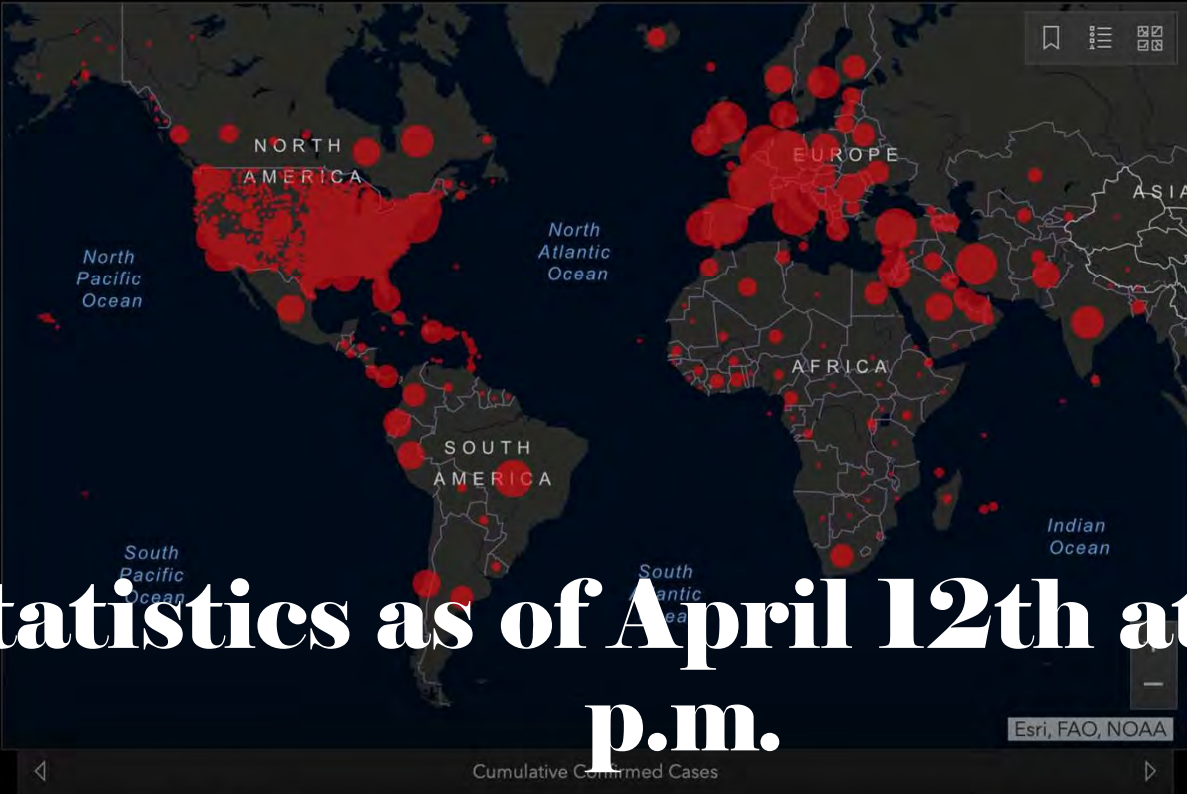 NORTH
AMERICA
EUROPE
ASIA
North
Pacific
Ocean
North
Atlantic
Ocean
AFRICA
SOUTH
AMERICA
Indian
Ocean
South
Pacific
Ocean
South
Atlantic
tatistics as of April 12th at
p.m.
Esri, FAO, NOAA
Cumulative Confirmed Cases